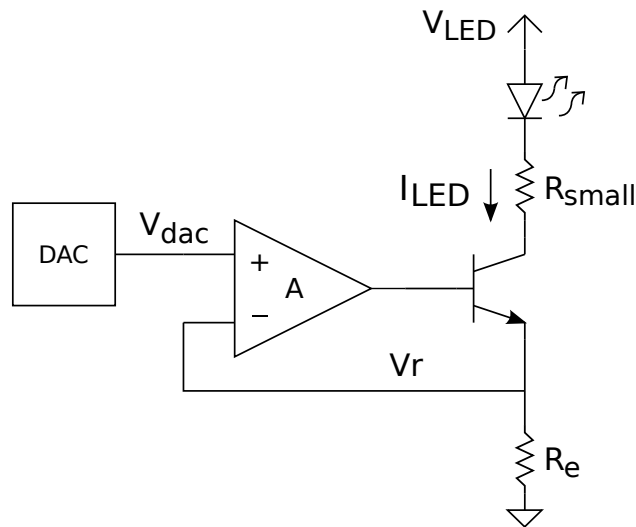 VLED
ILED
Rsmall
DAC
Vdac
+
A
−
Vr
Re